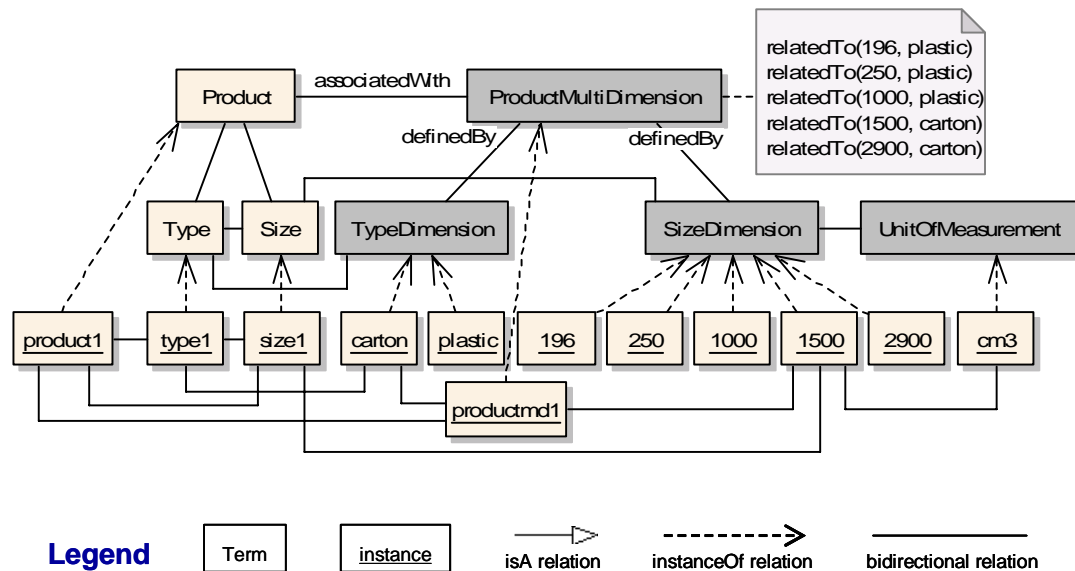 relatedTo(196, plastic)
relatedTo(250, plastic)
relatedTo(1000, plastic)
relatedTo(1500, carton)
relatedTo(2900, carton)
Product
associatedWith
ProductMultiDimension
definedBy
definedBy
Type
Size
TypeDimension
SizeDimension
UnitOfMeasurement
product1
type1
size1
carton
plastic
196
250
1000
1500
2900
cm3
productmd1
Legend
Term
instance
isA relation
instanceOf relation
bidirectional relation